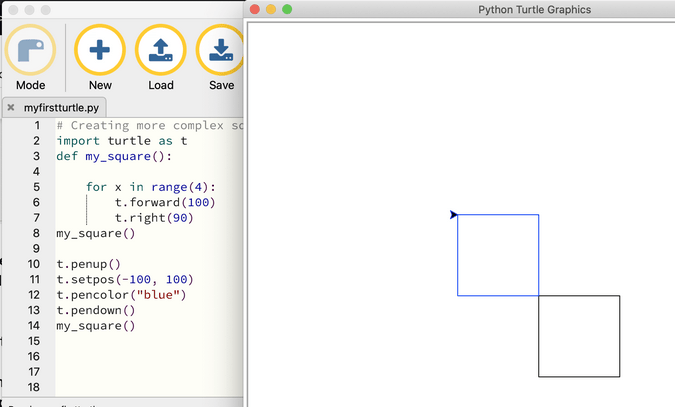 Python Turtle Graphics
Mode New Load Save
myfirstturtle.py
1 # Creating more complex
2 import turtle as t
3 def my_square():
4
5 for x in range(4):
6 t.forward(100)
7 t.right(90)
8 my_square()
9
10 t.penup()
11 t.setpos(-100, 100)
12 t.pencolor("blue")
13 t.pendown()
14 my_square()
15
16
17
18